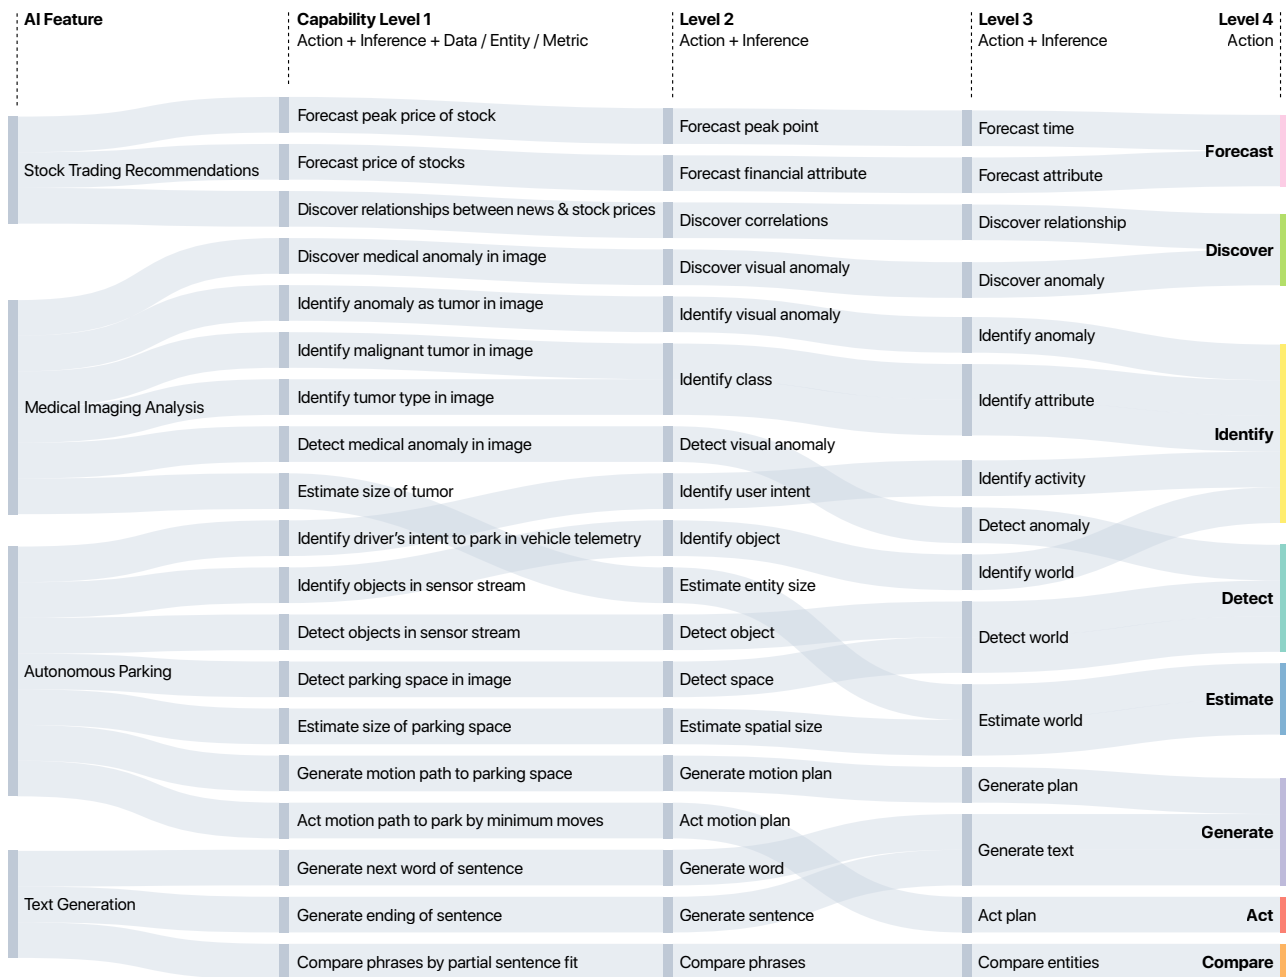 AI Feature
Capability Level 1
Action + Inference + Data / Entity / Metric
Level 2
Action + Inference
Level 3
Action + Inference
Level 4
Action
Stock Trading Recommendations
Medical Imaging Analysis
Autonomous Parking
Text Generation
Forecast peak price of stock
Forecast price of stocks
Discover relationships between news & stock prices
Discover medical anomaly in image
Identify anomaly as tumor in image
Identify malignant tumor in image
Identify tumor type in image
Detect medical anomaly in image
Estimate size of tumor
Identify driver’s intent to park in vehicle telemetry
Identify objects in sensor stream
Detect objects in sensor stream
Detect parking space in image
Estimate size of parking space
Generate motion path to parking space
Act motion path to park by minimum moves
Generate next word of sentence
Generate ending of sentence
Compare phrases by partial sentence fit
Forecast peak point
Forecast financial attribute
Discover correlations
Discover visual anomaly
Identify visual anomaly
Identify class
Detect visual anomaly
Identify user intent
Identify object
Estimate entity size
Detect object
Detect space
Estimate spatial size
Generate motion plan
Act motion plan
Generate word
Generate sentence
Compare phrases
Forecast time
Forecast attribute
Discover relationship
Discover anomaly
Identify anomaly
Identify attribute
Identify activity
Detect anomaly
Identify world
Detect world
Estimate world
Generate plan
Generate text
Act plan
Compare entities
Forecast
Discover
Identify
Detect
Estimate
Generate
Act
Compare